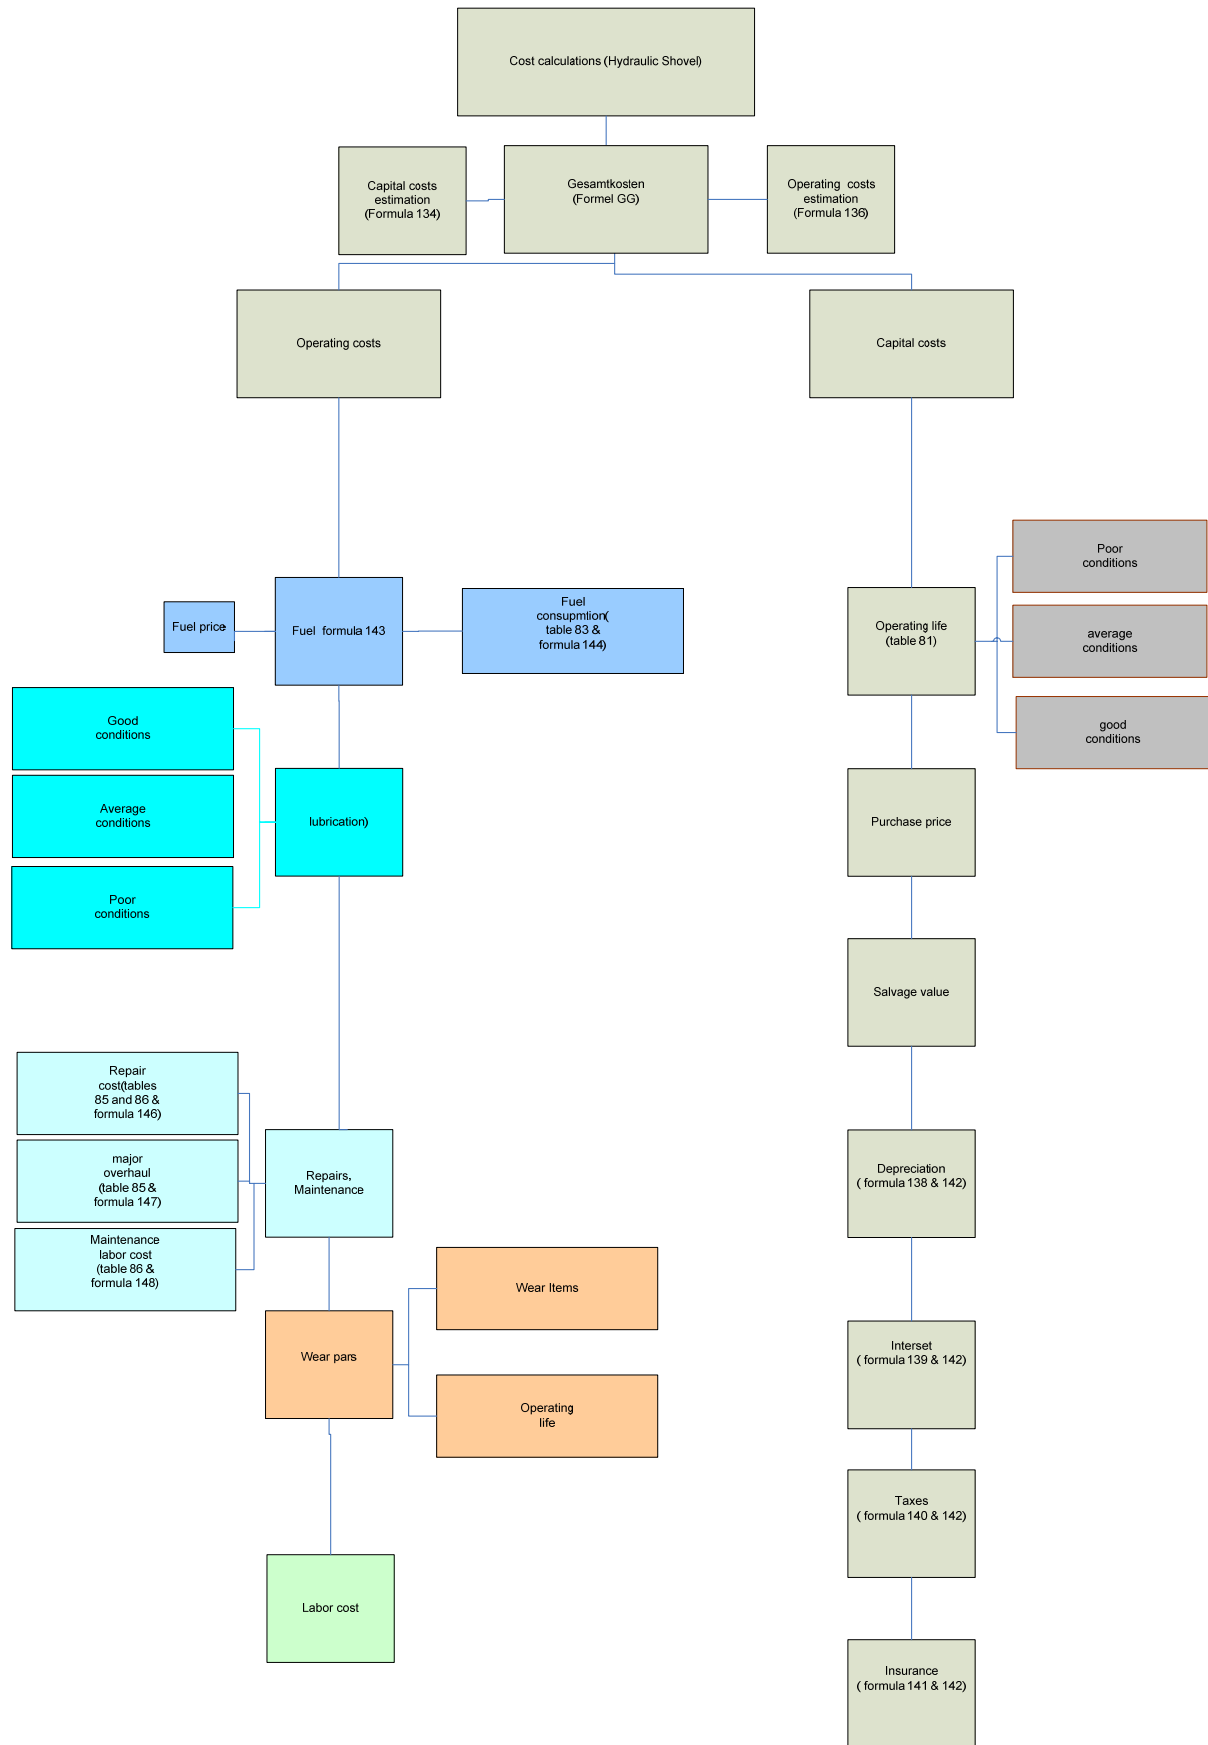 Cost calculations (Hydraulic Shovel)
Capital costs
estimation
(Formula 134)
Gesamtkosten
(Formel GG)
Operating costs
estimation
(Formula 136)
Operating costs
Capital costs
Fuel price
Fuel formula 143
Fuel
consupmtion(
table 83 &
formula 144)
Good
conditions
Average
conditions
Poor
conditions
lubrication)
Repair
cost(tables
85 and 86 &
formula 146)
major
overhaul
(table 85 &
formula 147)
Maintenance
labor cost
(table 86 &
formula 148)
Repairs,
Maintenance
Wear pars
Wear Items
Operating
life
Labor cost
Operating life
(table 81)
Poor
conditions
average
conditions
good
conditions
Purchase price
Salvage value
Depreciation
( formula 138 & 142)
Interset
( formula 139 & 142)
Taxes
( formula 140 & 142)
Insurance
( formula 141 & 142)